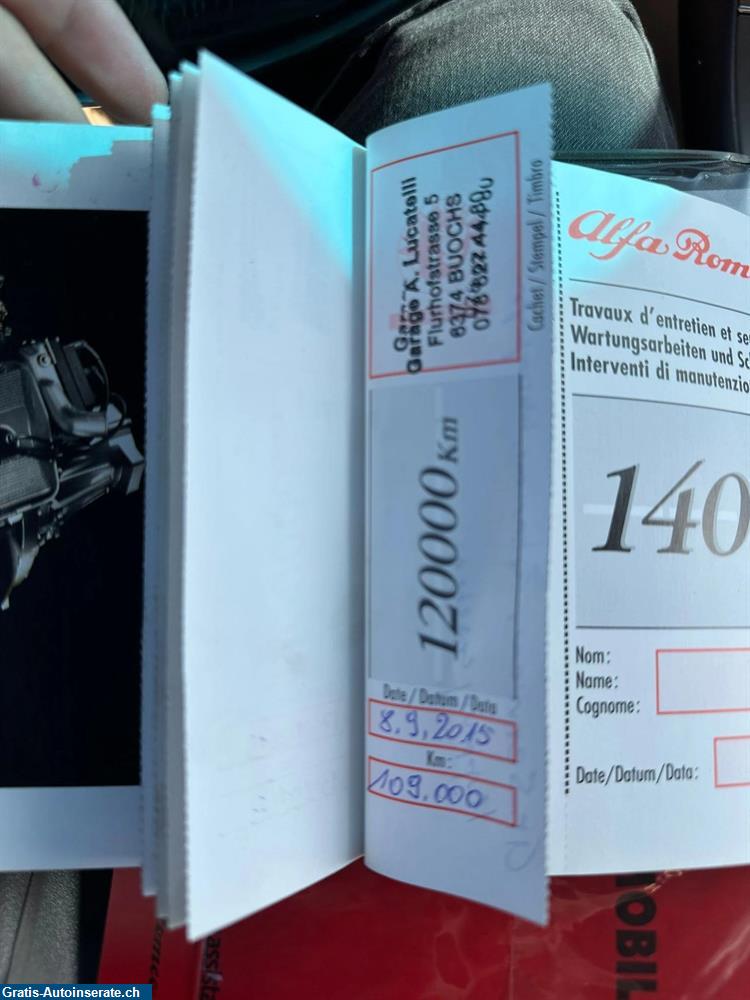 Garage A. Lucatelli
Flurhofstrasse 5
6374 BUOCHS
Cachet / Stempel / Timbro
120000 Km
Date / Datum / Data
8.9.2015
Km:
109.000
Alfa Rom
Travaux d'entretien et se
Wartungsarbeiten und Sc
Interventi di manutenzio
140
Nom:
Name:
Cognome:
Date/Datum/Data:
MOBIL
Gratis-Autoinserate.ch